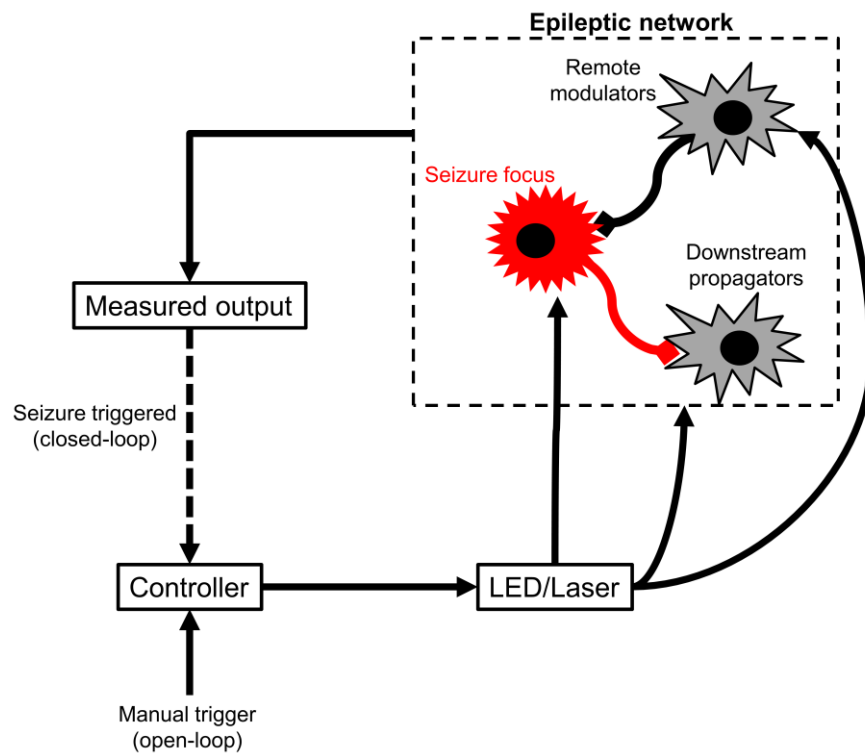 Epileptic network
Remote
modulators
Seizure focus
Downstream
propagators
Measured output
Seizure triggered
(closed-loop)
Controller
LED/Laser
Manual trigger
(open-loop)